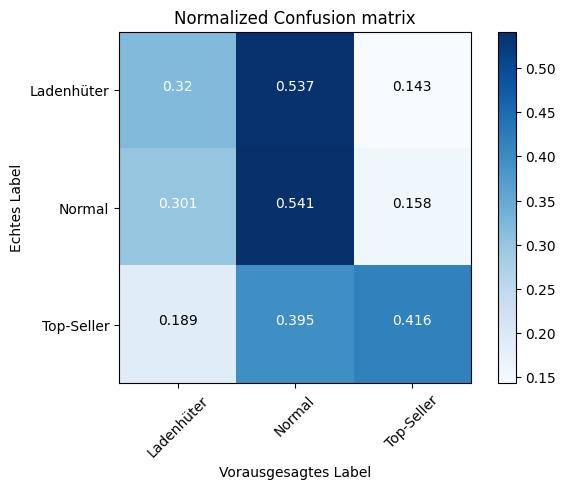 Normalized Confusion matrix
Ladenhüter 0.32 0.537 0.143
Normal 0.301 0.541 0.158
Top-Seller 0.189 0.395 0.416
Echtes Label
Ladenhüter Normal Top-Seller
Vorausgesagtes Label
0.50
0.45
0.40
0.35
0.30
0.25
0.20
0.15